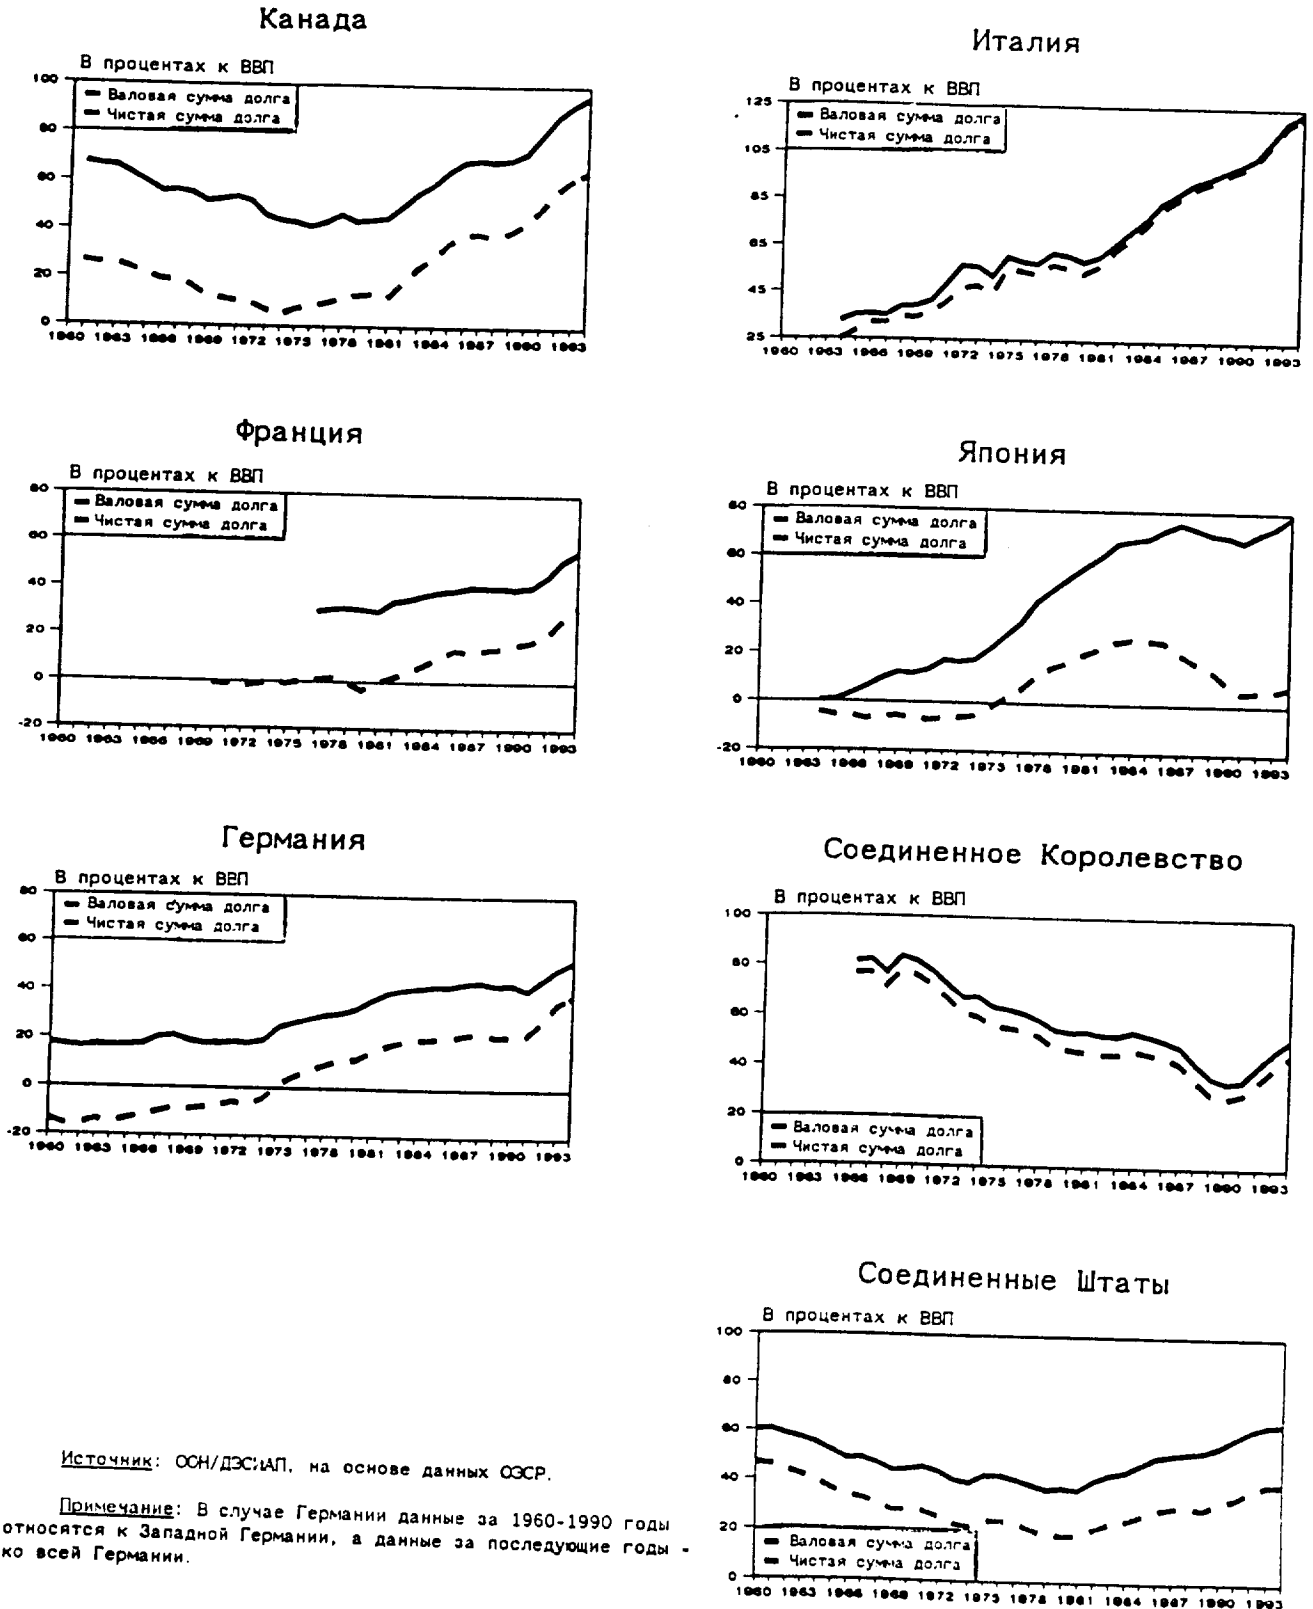 Канада
В процентах к ВВП
Валовая сумма долга
Чистая сумма долга
100
80
60
40
20
0
1960 1963 1966 1969 1972 1975 1978 1981 1984 1987 1990 1993
Италия
В процентах к ВВП
Валовая сумма долга
Чистая сумма долга
125
105
85
65
45
25
1960 1963 1966 1969 1972 1975 1978 1981 1984 1987 1990 1993
Франция
В процентах к ВВП
Валовая сумма долга
Чистая сумма долга
80
60
40
20
0
-20
1960 1963 1966 1969 1972 1975 1978 1981 1984 1987 1990 1993
Япония
В процентах к ВВП
Валовая сумма долга
Чистая сумма долга
80
60
40
20
0
-20
1960 1963 1966 1969 1972 1975 1978 1981 1984 1987 1990 1993
Германия
В процентах к ВВП
Валовая сумма долга
Чистая сумма долга
80
60
40
20
0
-20
1960 1963 1966 1969 1972 1975 1978 1981 1984 1987 1990 1993
Соединенное Королевство
В процентах к ВВП
100
80
60
40
20
0
Валовая сумма долга
Чистая сумма долга
1960 1963 1966 1969 1972 1975 1978 1981 1984 1987 1990 1993
Соединенные Штаты
В процентах к ВВП
100
80
60
40
20
0
Валовая сумма долга
Чистая сумма долга
1960 1963 1966 1969 1972 1975 1978 1981 1984 1987 1990 1993
Источник: ООН/ДЭСИАП, на основе данных ОЭСР.
Примечание: В случае Германии данные за 1960-1990 годы
относятся к Западной Германии, а данные за последующие годы -
ко всей Германии.